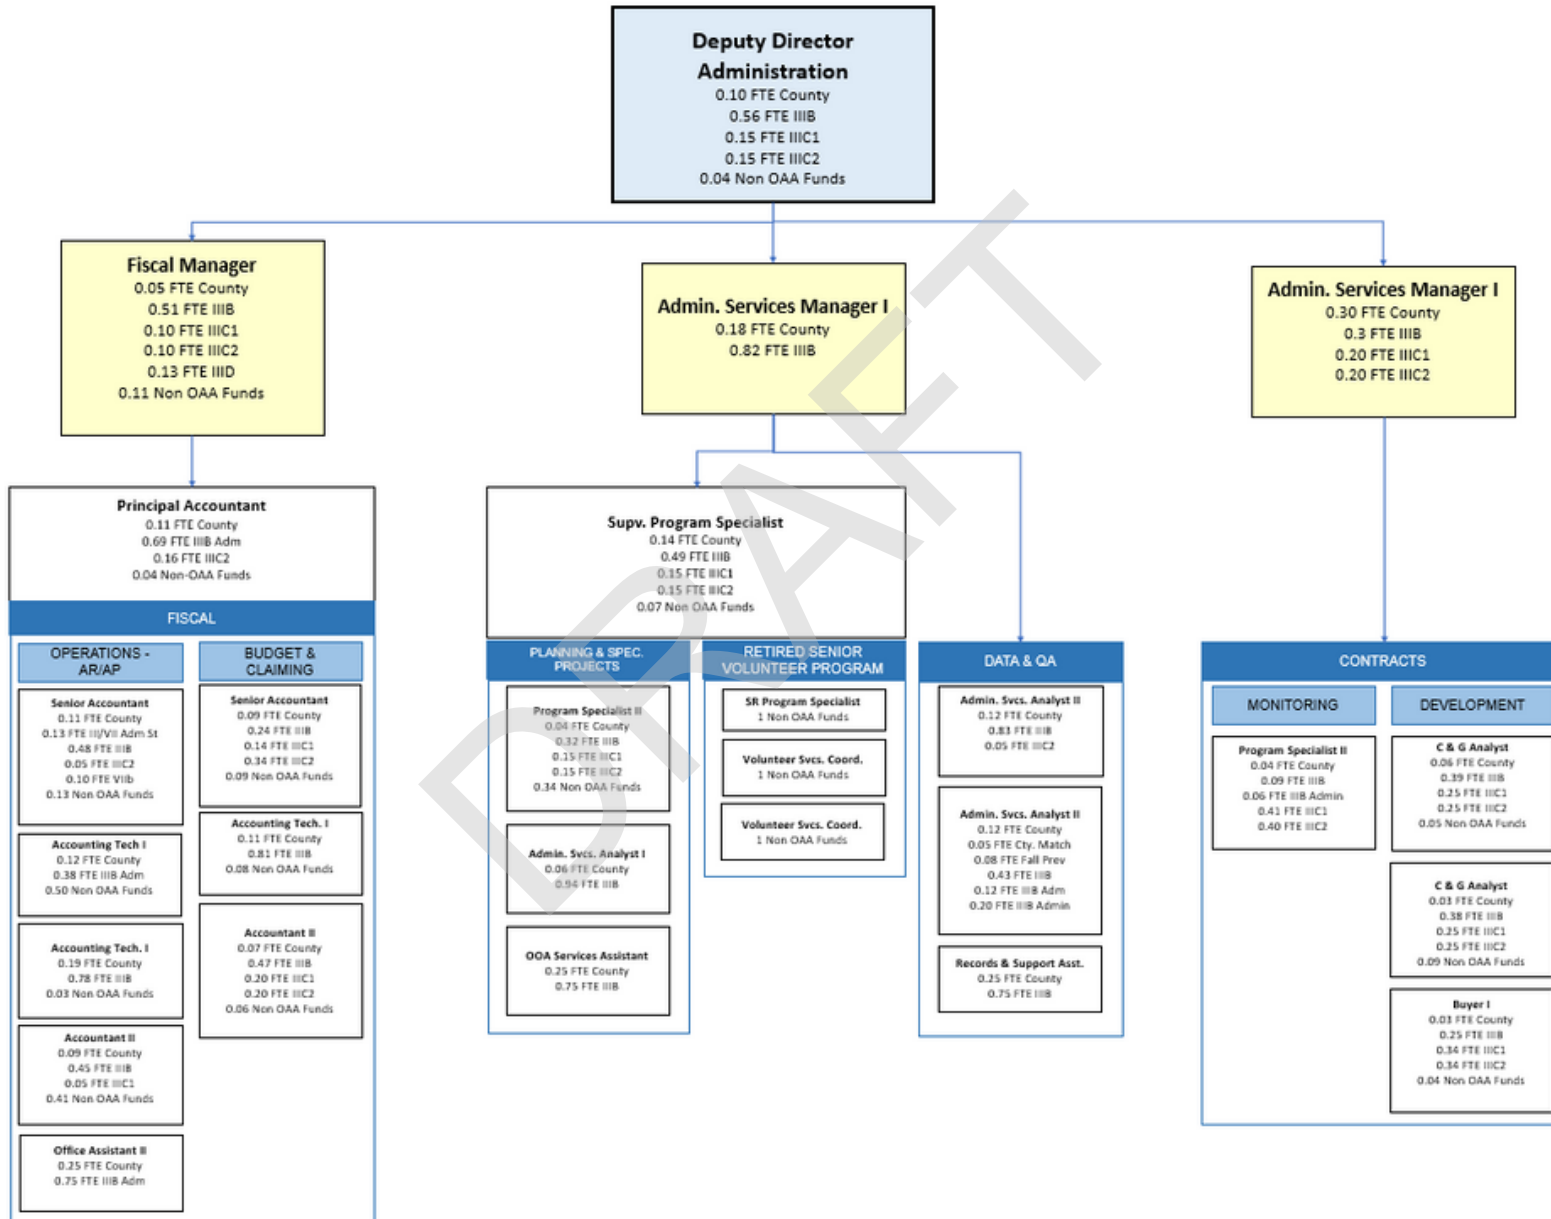 Deputy Director
Administration
0.10 FTE County
0.56 FTE IIIB
0.15 FTE IIIC1
0.15 FTE IIIC2
0.04 Non OAA Funds
Fiscal Manager
0.05 FTE County
0.51 FTE IIIB
0.10 FTE IIIC1
0.10 FTE IIIC2
0.13 FTE IIID
0.11 Non OAA Funds
Admin. Services Manager I
0.18 FTE County
0.82 FTE IIIB
Admin. Services Manager I
0.30 FTE County
0.3 FTE IIIB
0.20 FTE IIIC1
0.20 FTE IIIC2
Principal Accountant
0.11 FTE County
0.69 FTE IIIB Adm
0.16 FTE IIIC2
0.04 Non-OAA Funds
FISCAL
OPERATIONS -
AR/AP
Senior Accountant
0.11 FTE County
0.13 FTE III/VII Adm St
0.48 FTE IIIB
0.05 FTE IIIC2
0.10 FTE VIIb
0.13 Non OAA Funds
Accounting Tech I
0.12 FTE County
0.38 FTE IIIB Adm
0.50 Non OAA Funds
Accounting Tech. I
0.19 FTE County
0.78 FTE IIIB
0.03 Non OAA Funds
Accountant II
0.09 FTE County
0.45 FTE IIIB
0.05 FTE IIIC1
0.41 Non OAA Funds
Office Assistant II
0.25 FTE County
0.75 FTE IIIB Adm
BUDGET &
CLAIMING
Senior Accountant
0.09 FTE County
0.24 FTE IIIB
0.14 FTE IIIC1
0.34 FTE IIIC2
0.09 Non OAA Funds
Accounting Tech. I
0.11 FTE County
0.81 FTE IIIB
0.08 Non OAA Funds
Accountant II
0.07 FTE County
0.47 FTE IIIB
0.20 FTE IIIC1
0.20 FTE IIIC2
0.06 Non OAA Funds
Supv. Program Specialist
0.14 FTE County
0.49 FTE IIIB
0.15 FTE IIIC1
0.15 FTE IIIC2
0.07 Non OAA Funds
PLANNING & SPEC.
PROJECTS
Program Specialist II
0.04 FTE County
0.32 FTE IIIB
0.15 FTE IIIC1
0.15 FTE IIIC2
0.34 Non OAA Funds
Admin. Svcs. Analyst I
0.06 FTE County
0.94 FTE IIIB
OOA Services Assistant
0.25 FTE County
0.75 FTE IIIB
RETIRED SENIOR
VOLUNTEER PROGRAM
SR Program Specialist
1 Non OAA Funds
Volunteer Svcs. Coord.
1 Non OAA Funds
Volunteer Svcs. Coord.
1 Non OAA Funds
DATA & QA
Admin. Svcs. Analyst II
0.12 FTE County
0.83 FTE IIIB
0.05 FTE IIIC2
Admin. Svcs. Analyst II
0.12 FTE County
0.05 FTE Cty. Match
0.08 FTE Fall Prev
0.43 FTE IIIB
0.12 FTE IIIB Adm
0.20 FTE IIIB Admin
Records & Support Asst.
0.25 FTE County
0.75 FTE IIIB
CONTRACTS
MONITORING
Program Specialist II
0.04 FTE County
0.09 FTE IIIB
0.06 FTE IIIB Admin
0.41 FTE IIIC1
0.40 FTE IIIC2
DEVELOPMENT
C & G Analyst
0.06 FTE County
0.39 FTE IIIB
0.25 FTE IIIC1
0.25 FTE IIIC2
0.05 Non OAA Funds
C & G Analyst
0.03 FTE County
0.38 FTE IIIB
0.25 FTE IIIC1
0.25 FTE IIIC2
0.09 Non OAA Funds
Buyer I
0.03 FTE County
0.25 FTE IIIB
0.34 FTE IIIC1
0.34 FTE IIIC2
0.04 Non OAA Funds
DRAFT